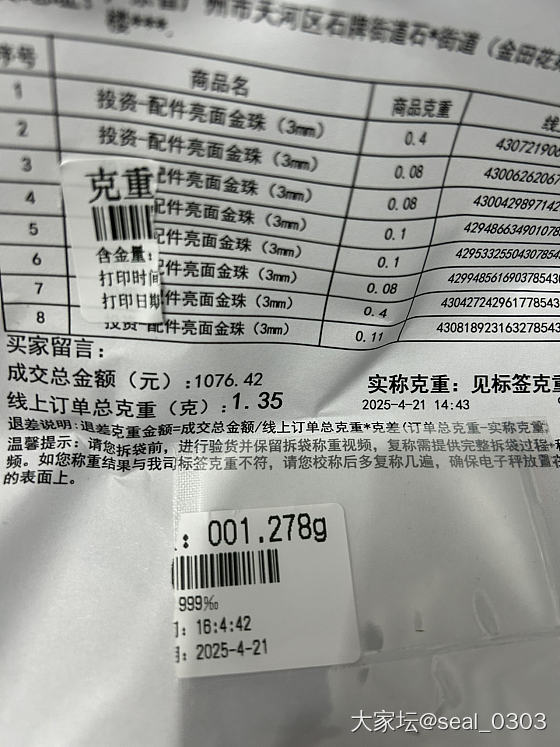 广州市天河区石牌街道石*街道（金田花
楼***
序号 商品名 商品克重 线
1 投资-配件亮面金珠（3mm） 0.4 430721906
2 投资-配件亮面金珠（3mm） 0.08 43006262067
3 配件亮面金珠（3mm） 0.08 4300429897142
4 配件亮面金珠（3mm） 0.1 42948663490107854
5 配件亮面金珠（3mm） 0.1 42953325504307854
6 配件亮面金珠（3mm） 0.08 42994856169037854
7 配件亮面金珠（3mm） 0.4 43042724296177854
8 投资-配件亮面金珠（3mm） 0.11 43081892316327854
克重
含金量:
打印时间
打印日期
买家留言：
成交总金额（元）:1076.42
实称克重：见标签克重
线上订单总克重（克）:1.35
2025-4-21 14:43
退差说明:退差克重金额=成交总金额/线上订单总克重*克差(订单总克重-实称克重)
温馨提示：请您拆袋前，进行验货并保留拆袋称重视频，复称需提供完整拆袋过程+
频。如您称重结果与我司标签克重不符，请您校称后多复称几遍，确保电子秤放置在
的表面上。
: 001.278g
999‰
: 16:4:42
: 2025-4-21
大家坛@seal_0303